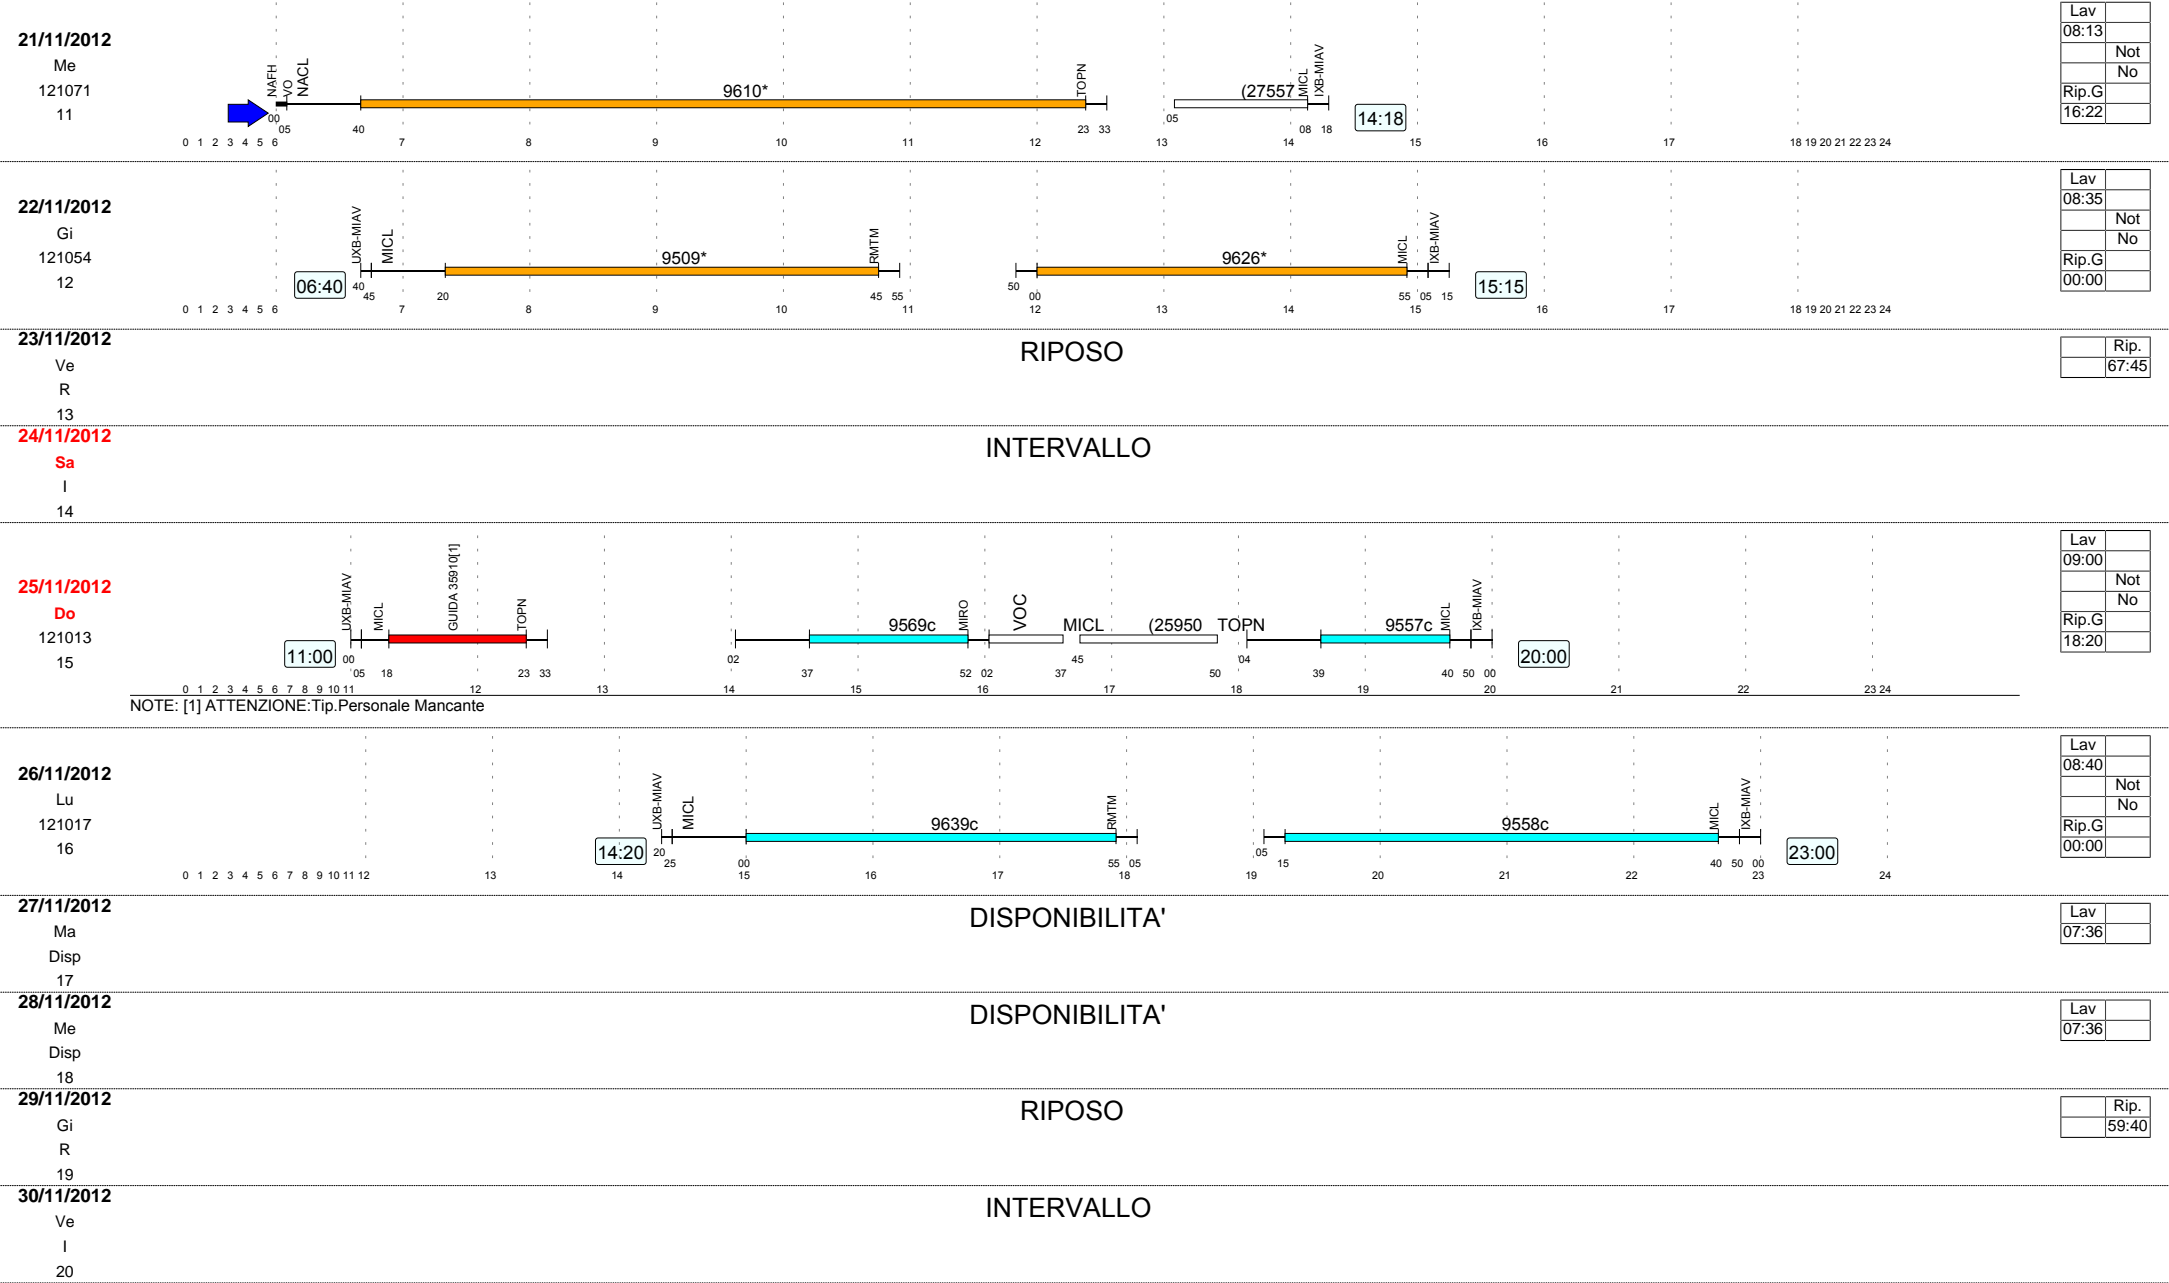 21/11/2012
Me
121071
11
NAFH
VO
NACL
9610*
TOPN
(27557
MICL
IXB-MIAV
00
05
40
23 33
05
08 18
14:18
0 1 2 3 4 5 6 7 8 9 10 11 12 13 14 15 16 17 18 19 20 21 22 23 24
Lav
08:13
Not
No
Rip.G
16:22
22/11/2012
Gi
121054
12
06:40
UXB-MIAV
MICL
9509*
RMTM
9626*
MICL
IXB-MIAV
40
45
20
45 55
50
00
55 05 15
15:15
0 1 2 3 4 5 6 7 8 9 10 11 12 13 14 15 16 17 18 19 20 21 22 23 24
Lav
08:35
Not
No
Rip.G
00:00
23/11/2012
Ve
R
13
RIPOSO
Rip.
67:45
24/11/2012
Sa
I
14
INTERVALLO
25/11/2012
Do
121013
15
11:00
UXB-MIAV
MICL
GUIDA 35910[1]
TOPN
9569c
MIRO
VOC
MICL
(25950
TOPN
9557c
MICL
IXB-MIAV
00
05 18
23 33
02
37
52 02
37
45
50
04
39
40 50 00
20:00
0 1 2 3 4 5 6 7 8 9 10 11 12 13 14 15 16 17 18 19 20 21 22 23 24
NOTE: [1] ATTENZIONE:Tip.Personale Mancante
Lav
09:00
Not
No
Rip.G
18:20
26/11/2012
Lu
121017
16
14:20
UXB-MIAV
MICL
9639c
RMTM
9558c
MICL
IXB-MIAV
20
25
00
55 05
05
15
40 50 00
23:00
0 1 2 3 4 5 6 7 8 9 10 11 12 13 14 15 16 17 18 19 20 21 22 23 24
Lav
08:40
Not
No
Rip.G
00:00
27/11/2012
Ma
Disp
17
DISPONIBILITA'
Lav
07:36
28/11/2012
Me
Disp
18
DISPONIBILITA'
Lav
07:36
29/11/2012
Gi
R
19
RIPOSO
Rip.
59:40
30/11/2012
Ve
I
20
INTERVALLO